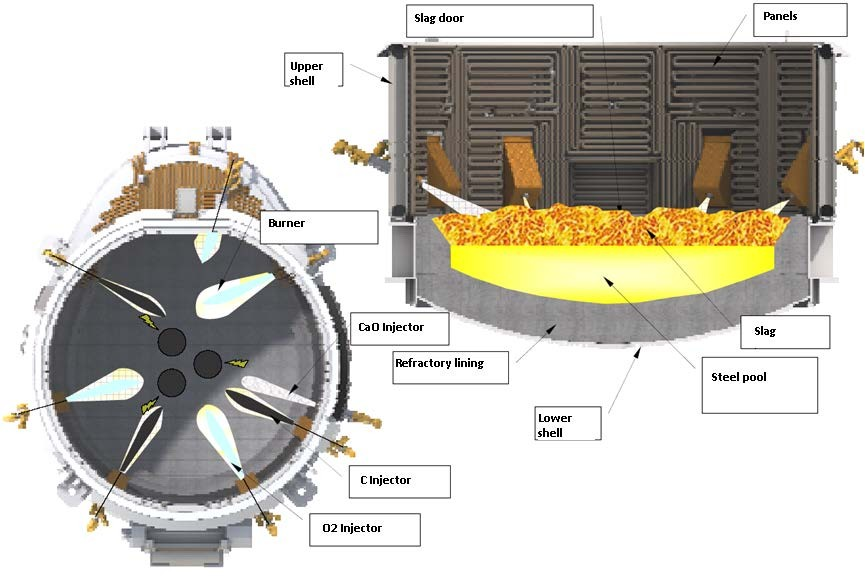 Slag door
Panels
Upper
shell
Burner
CaO Injector
Refractory lining
Slag
Steel pool
Lower
shell
C Injector
O2 Injector